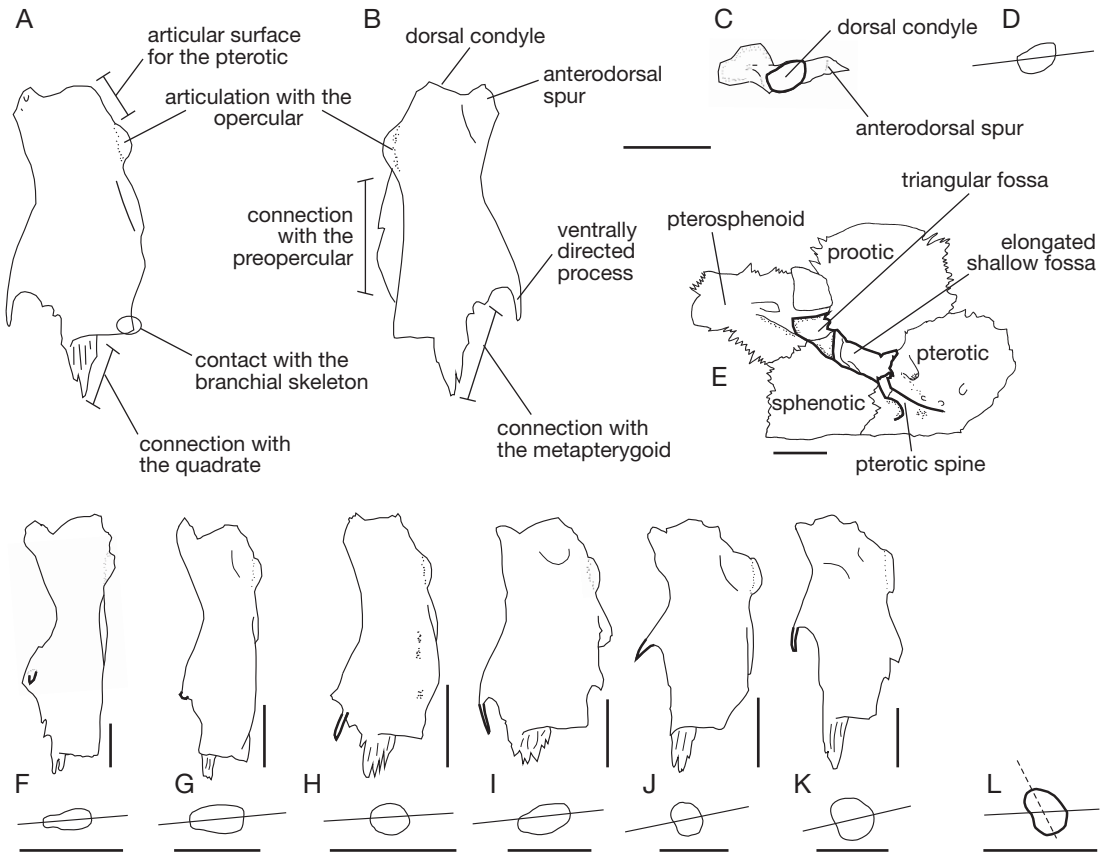 A
articular surface
for the pterotic
articulation with the
opercular
connection
with the
preopercular
contact with the
branchial skeleton
connection with
the quadrate
B
dorsal condyle
anterodorsal
spur
ventrally
directed
process
connection with
the metapterygoid
C
dorsal condyle
anterodorsal spur
D
triangular fossa
pterosphenoid
prootic
elongated
shallow fossa
pterotic
E
sphenotic
pterotic spine
F
G
H
I
J
K
L